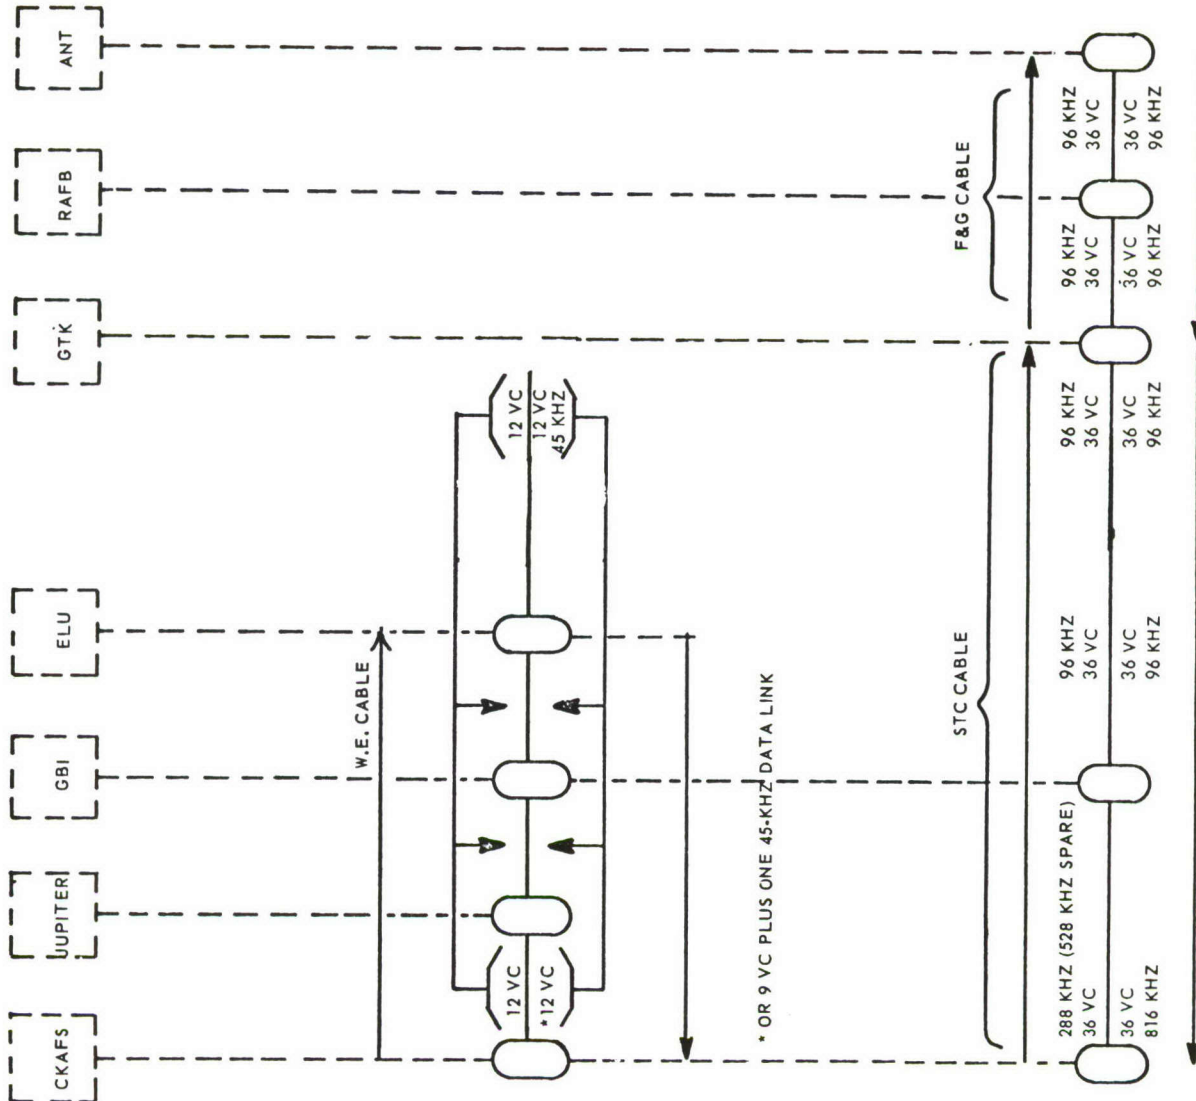 ANT
RAFB
GTK
ELU
GBI
JUPITER
CKAFS
W.E. CABLE
12 VC
12 VC
45 KHZ
12 VC
*12 VC
* OR 9 VC PLUS ONE 45-KHZ DATA LINK
F&G CABLE
STC CABLE
96 KHZ
36 VC
36 VC
96 KHZ
96 KHZ
36 VC
36 VC
96 KHZ
96 KHZ
36 VC
36 VC
96 KHZ
96 KHZ
36 VC
36 VC
96 KHZ
288 KHZ (528 KHZ SPARE)
36 VC
36 VC
816 KHZ